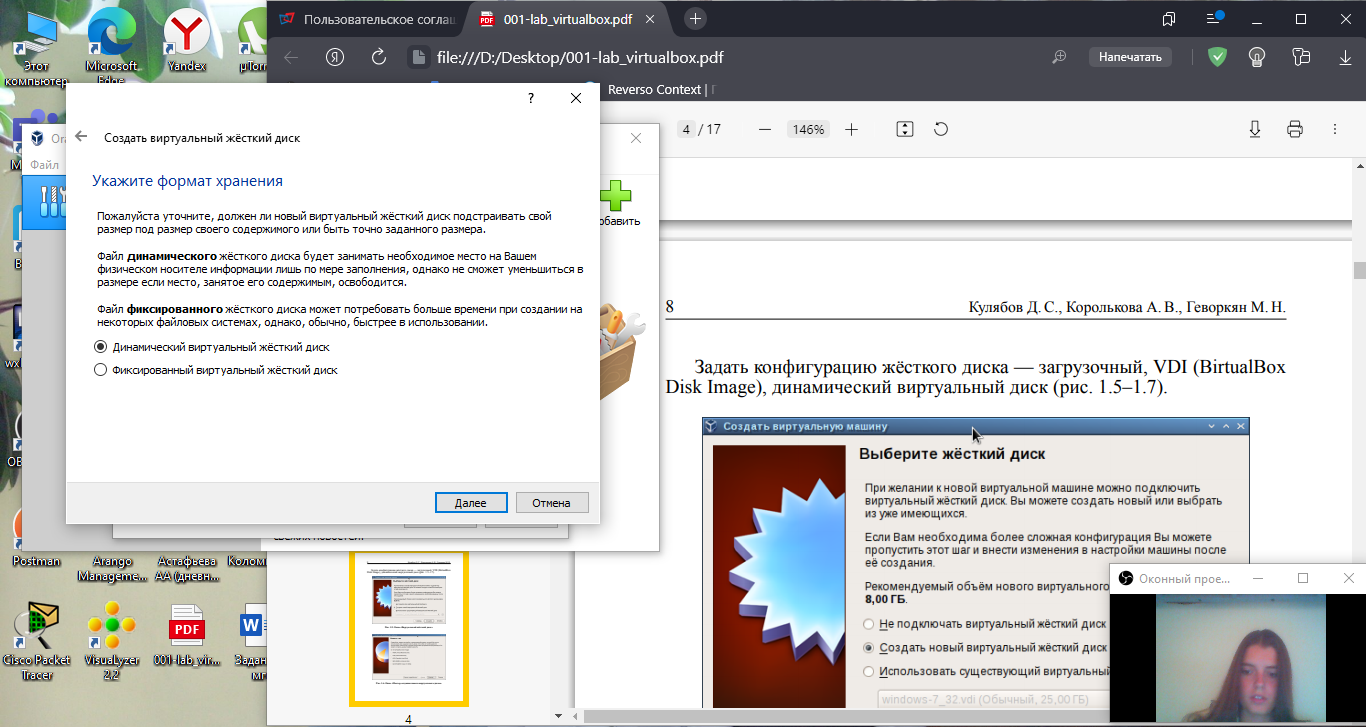 Пользовательское соглаш
001-lab_virtualbox.pdf
file:///D:/Desktop/001-lab_virtualbox.pdf
Напечатать
Reverso Context |
4 / 17
146%
Этот
компьютер
Microsoft
Edge
Yandex
µTorr
Ora
Файл
обавить
?
Создать виртуальный жёсткий диск
Укажите формат хранения
Пожалуйста уточните, должен ли новый виртуальный жёсткий диск подстраивать свой
размер под размер своего содержимого или быть точно заданного размера.
Файл динамического жёсткого диска будет занимать необходимое место на Вашем
физическом носителе информации лишь по мере заполнения, однако не сможет уменьшиться в
размере если место, занятое его содержимым, освободится.
Файл фиксированного жёсткого диска может потребовать больше времени при создании на
некоторых файловых системах, однако, обычно, быстрее в использовании.
Динамический виртуальный жёсткий диск
Фиксированный виртуальный жёсткий диск
Далее
Отмена
8
Кулябов Д. С., Королькова А. В., Геворкян М. Н.
Задать конфигурацию жёсткого диска — загрузочный, VDI (BirtualBox
Disk Image), динамический виртуальный диск (рис. 1.5–1.7).
Создать виртуальную машину
Выберите жёсткий диск
При желании к новой виртуальной машине можно подключить
виртуальный жёсткий диск. Вы можете создать новый или выбрать
из уже имеющихся.
Если Вам необходима более сложная конфигурация Вы можете
пропустить этот шаг и внести изменения в настройки машины после
её создания.
Рекомендуемый объём нового виртуального
8,00 ГБ.
Не подключать виртуальный жёсткий диск
Создать новый виртуальный жёсткий диск
Использовать существующий виртуальный
windows-7_32.vdi (Обычный, 25,00 ГБ)
Оконный прое...
4
Postman
Arango
Manageme...
Астафьева
АА (дневн...
Колом
Cisco Packet
Tracer
VisuaLyzer
2.2
PDF
001-lab_vir...
Задан
мг